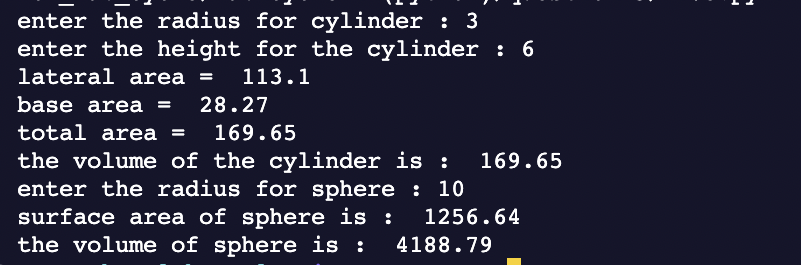 enter the radius for cylinder : 3
enter the height for the cylinder : 6
lateral area =  113.1
base area =  28.27
total area =  169.65
the volume of the cylinder is :  169.65
enter the radius for sphere : 10
surface area of sphere is :  1256.64
the volume of sphere is :  4188.79